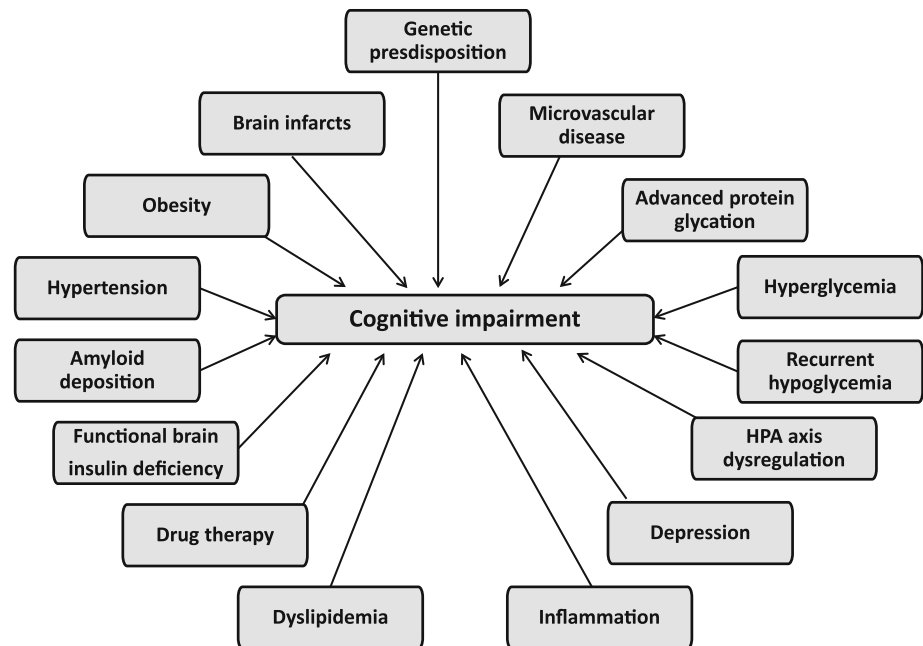 Genetic
presdisposition
Brain infarcts
Microvascular
disease
Obesity
Advanced protein
glycation
Hypertension
Hyperglycemia
Cognitive impairment
Amyloid
deposition
Recurrent
hypoglycemia
Functional brain
insulin deficiency
HPA axis
dysregulation
Drug therapy
Depression
Dyslipidemia
Inflammation